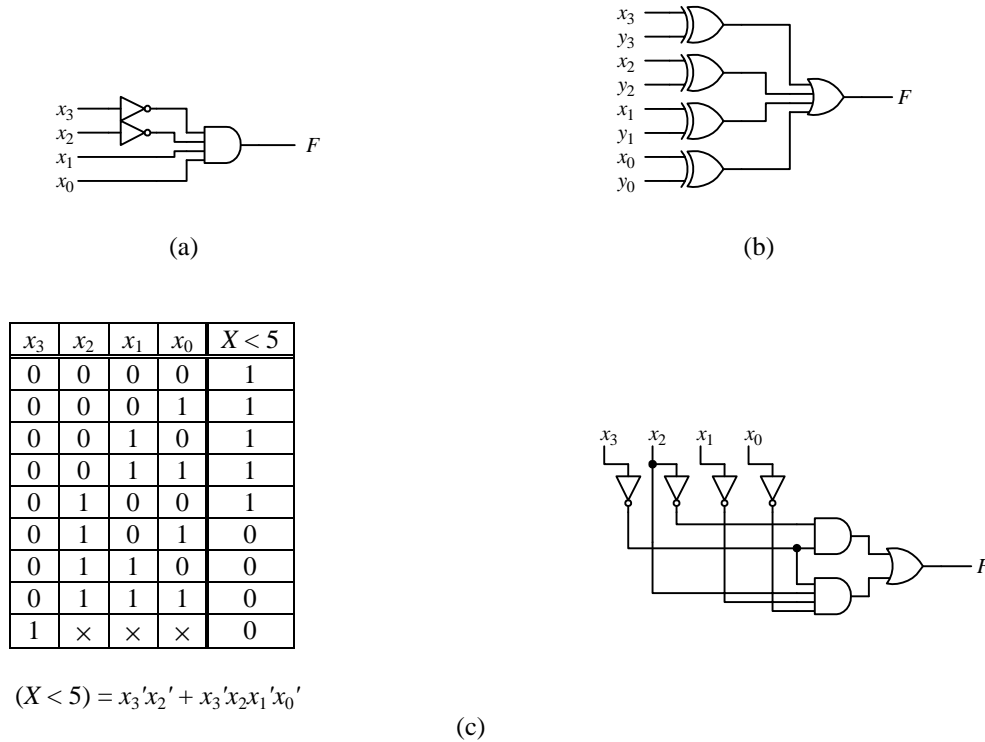 x3
x2
x1
x0
F
(a)
x3
y3
x2
y2
x1
y1
x0
y0
F
(b)
x3 x2 x1 x0 X < 5
0 0 0 0 1
0 0 0 1 1
0 0 1 0 1
0 0 1 1 1
0 1 0 0 1
0 1 0 1 0
0 1 1 0 0
0 1 1 1 0
1 × × × 0
(X < 5) = x3'x2' + x3'x2x1'x0'
x3 x2 x1 x0
F
(c)